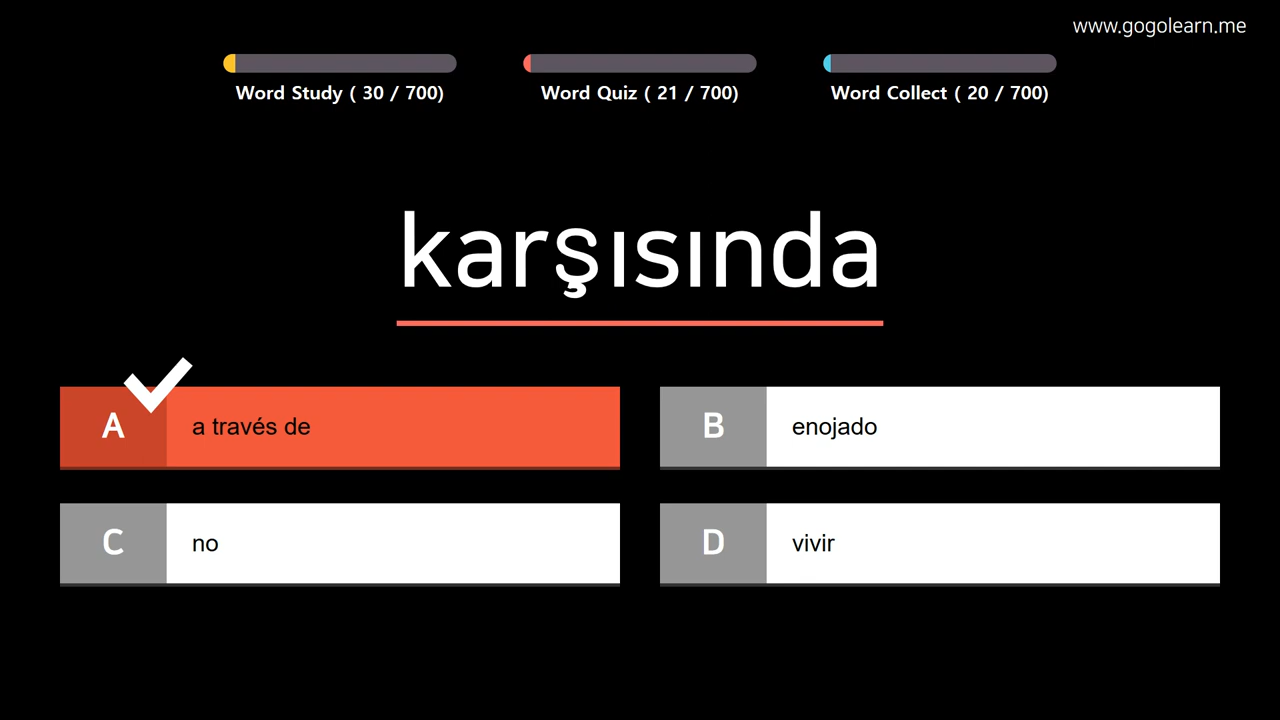 www.gogolearn.me
Word Study ( 30 / 700)
Word Quiz ( 21 / 700)
Word Collect ( 20 / 700)
karşısında
A
a través de
B
enojado
C
no
D
vivir